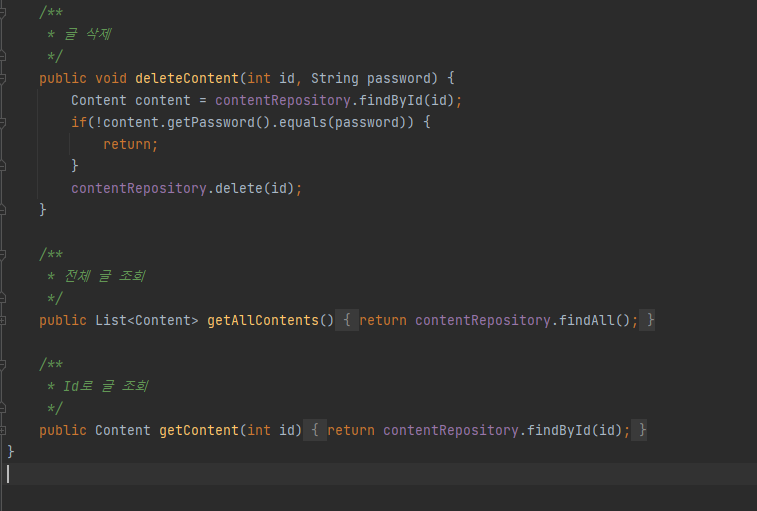 /**
 * 글 삭제
 */
public void deleteContent(int id, String password) {
    Content content = contentRepository.findById(id);
    if(!content.getPassword().equals(password)) {
        return;
    }
    contentRepository.delete(id);
}
/**
 * 전체 글 조회
 */
public List<Content> getAllContents() { return contentRepository.findAll(); }
/**
 * Id로 글 조회
 */
public Content getContent(int id) { return contentRepository.findById(id); }
}